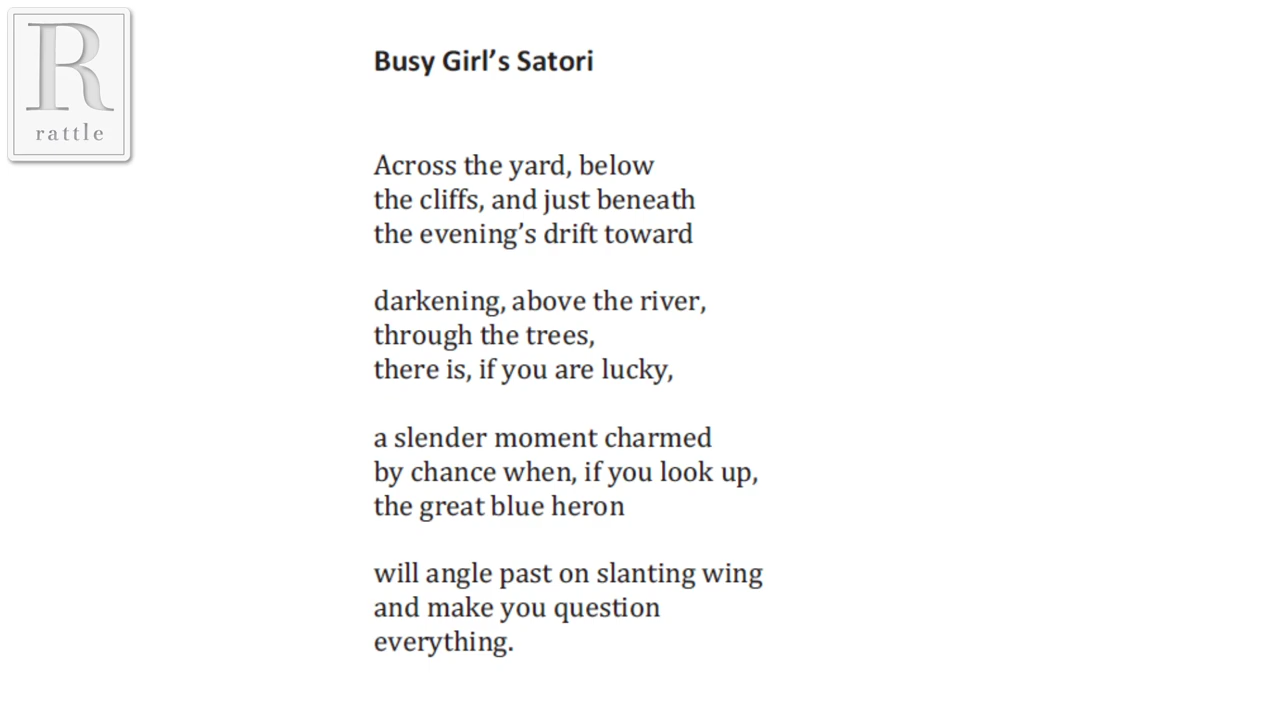 R
rattle
Busy Girl’s Satori
Across the yard, below
the cliffs, and just beneath
the evening’s drift toward
darkening, above the river,
through the trees,
there is, if you are lucky,
a slender moment charmed
by chance when, if you look up,
the great blue heron
will angle past on slanting wing
and make you question
everything.